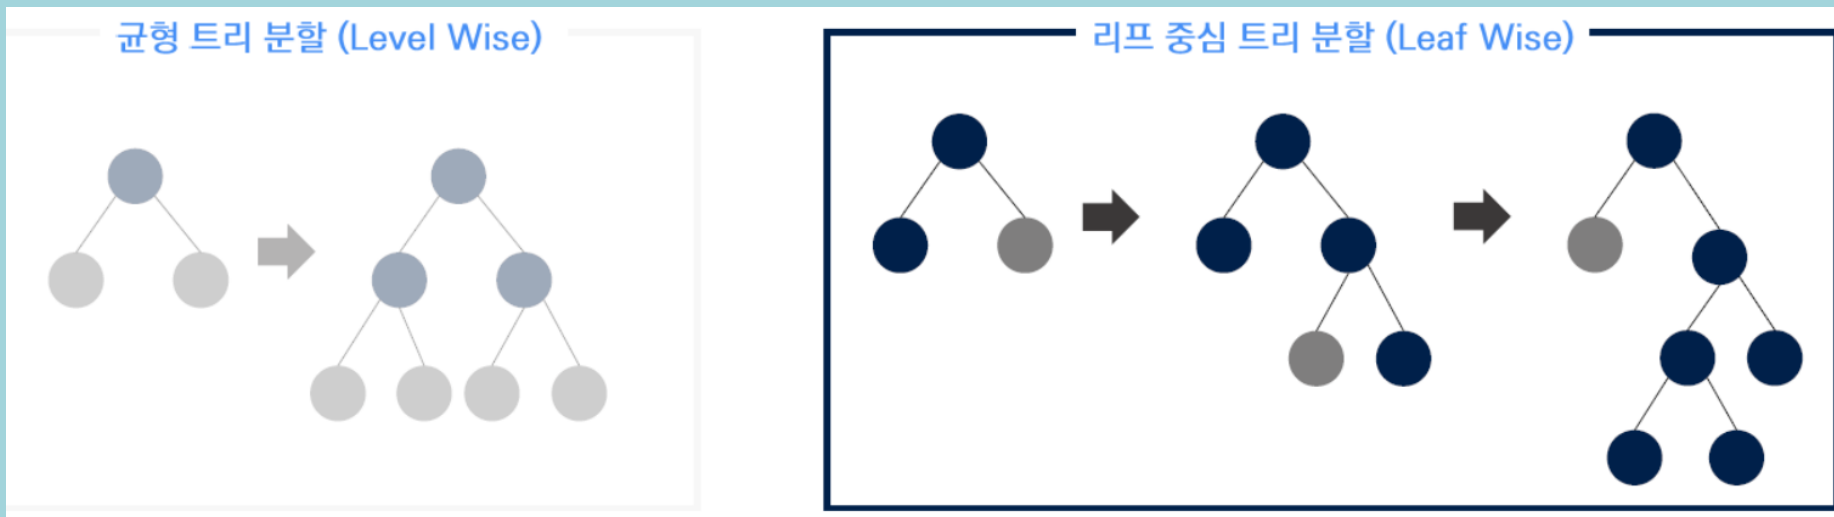 균형 트리 분할 (Level Wise)
리프 중심 트리 분할 (Leaf Wise)